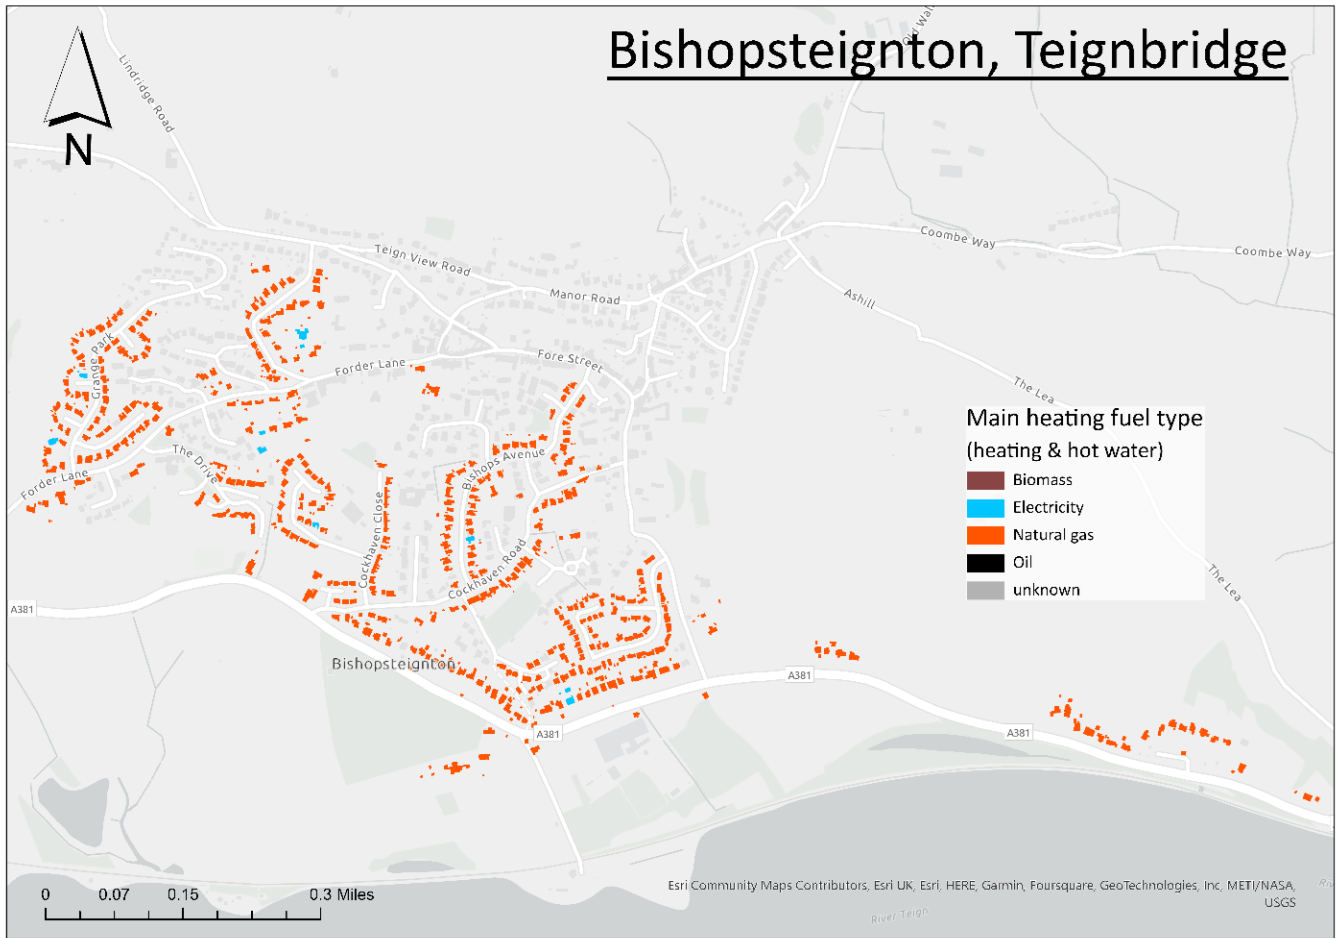 Bishopsteignton, Teignbridge
N
Lindridge Road
Old Wal
Teign View Road
Manor Road
Coombe Way
Coombe Way
Ashill
The Lea
The Lea
Grange Park
Forder Lane
Fore Street
Forder Lane
The Drive
Bishops Avenue
Cockhaven Close
Cockhaven Road
Main heating fuel type
(heating & hot water)
Biomass
Electricity
Natural gas
Oil
unknown
A381
Bishopsteignton
A381
A381
A381
0 0.07 0.15 0.3 Miles
Esri Community Maps Contributors, Esri UK, Esri, HERE, Garmin, Foursquare, GeoTechnologies, Inc, METI/NASA,
USGS
River Teign